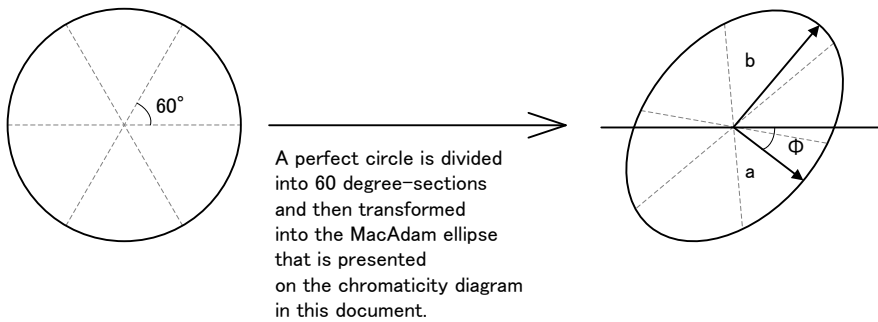 60°
A perfect circle is divided
into 60 degree-sections
and then transformed
into the MacAdam ellipse
that is presented
on the chromaticity diagram
in this document.
b
Φ
a